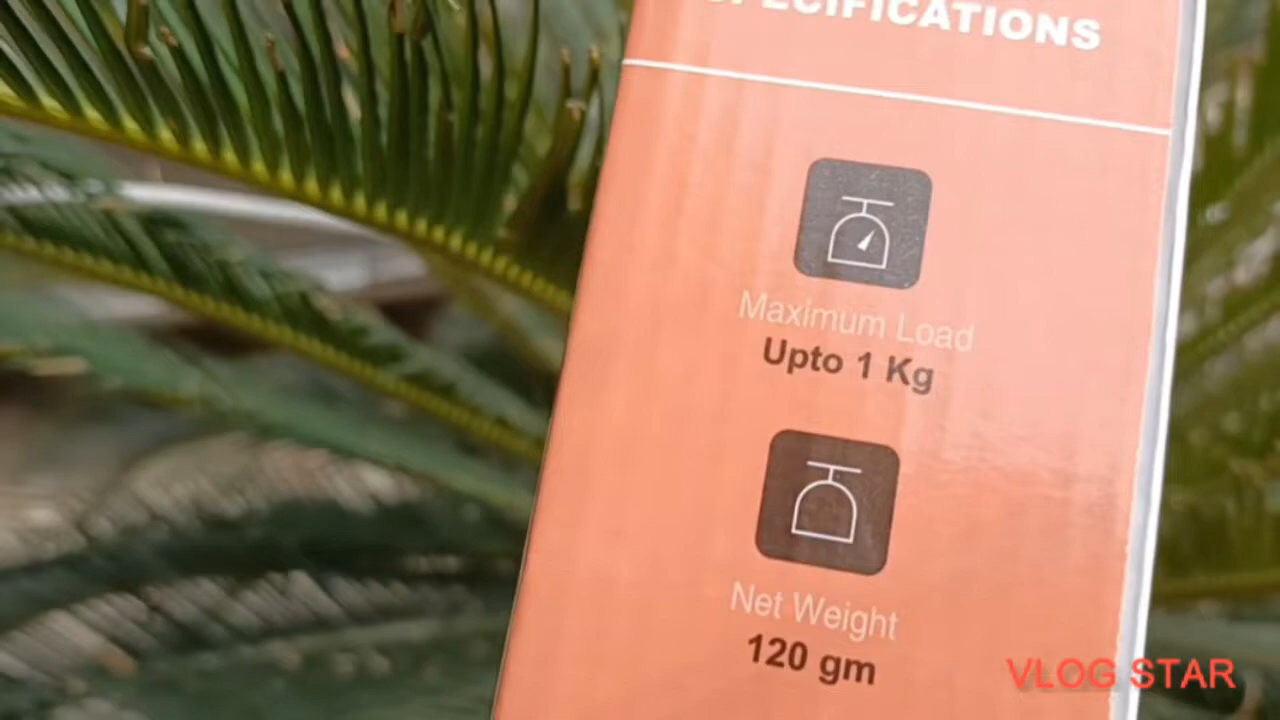 SPECIFICATIONS
Maximum Load
Upto 1 Kg
Net Weight
120 gm
VLOG STAR